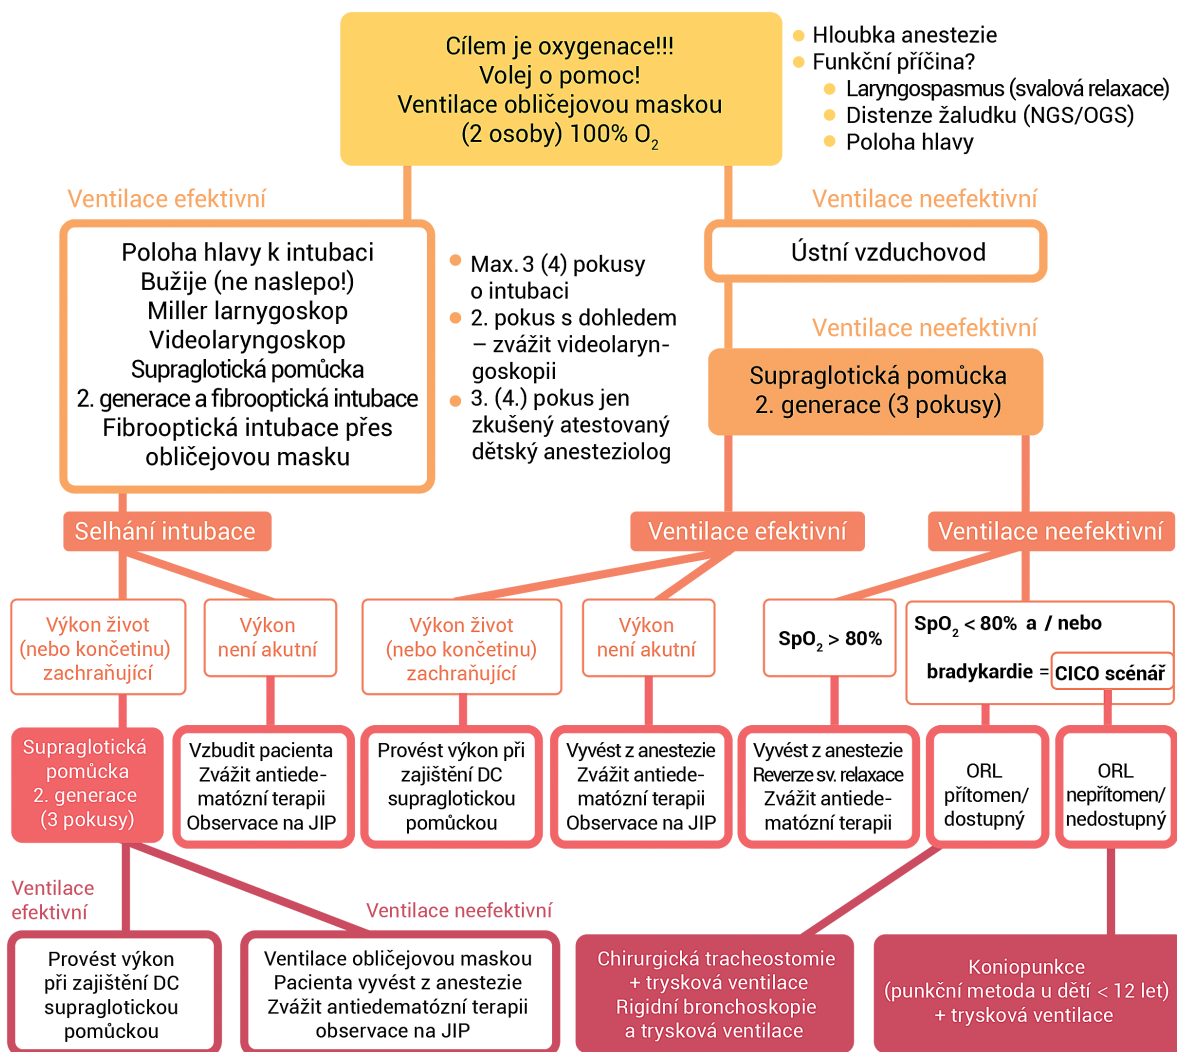 Cílem je oxygenace!!!
Volej o pomoc!
Ventilace obličejovou maskou
(2 osoby) 100% O2
Hloubka anestezie
Funkční příčina?
Laryngospasmus (svalová relaxace)
Distenze žaludku (NGS/OGS)
Poloha hlavy
Ventilace efektivní
Poloha hlavy k intubaci
Bužije (ne naslepo!)
Miller larnygoskop
Videolaryngoskop
Supraglotická pomůcka
2. generace a fibrooptická intubace
Fibrooptická intubace přes
obličejovou masku
Max. 3 (4) pokusy
o intubaci
2. pokus s dohledem
– zvážit videolaryn-
goskopii
3. (4.) pokus jen
zkušený atestovaný
dětský anesteziolog
Ventilace neefektivní
Ústní vzduchovod
Ventilace neefektivní
Supraglotická pomůcka
2. generace (3 pokusy)
Selhání intubace
Ventilace efektivní
Ventilace neefektivní
Výkon život
(nebo končetinu)
zachraňující
Výkon
není akutní
Výkon život
(nebo končetinu)
zachraňující
Výkon
není akutní
SpO2 > 80%
SpO2 < 80% a / nebo
bradykardie = CICO scénář
Supraglotická
pomůcka
2. generace
(3 pokusy)
Vzbudit pacienta
Zvážit antiede-
matózní terapii
Observace na JIP
Provést výkon při
zajištění DC
supraglotickou
pomůckou
Vyvést z anestezie
Zvážit antiede-
matózní terapii
Observace na JIP
Vyvést z anestezie
Reverze sv. relaxace
Zvážit antiede-
matózní terapii
ORL
přítomen/
dostupný
ORL
nepřítomen/
nedostupný
Ventilace
efektivní
Ventilace neefektivní
Provést výkon
při zajištění DC
supraglotickou
pomůckou
Ventilace obličejovou maskou
Pacienta vyvést z anestezie
Zvážit antiedematózní terapii
observace na JIP
Chirurgická tracheostomie
+ trysková ventilace
Rigidní bronchoskopie
a trysková ventilace
Koniopunkce
(punkční metoda u dětí < 12 let)
+ trysková ventilace